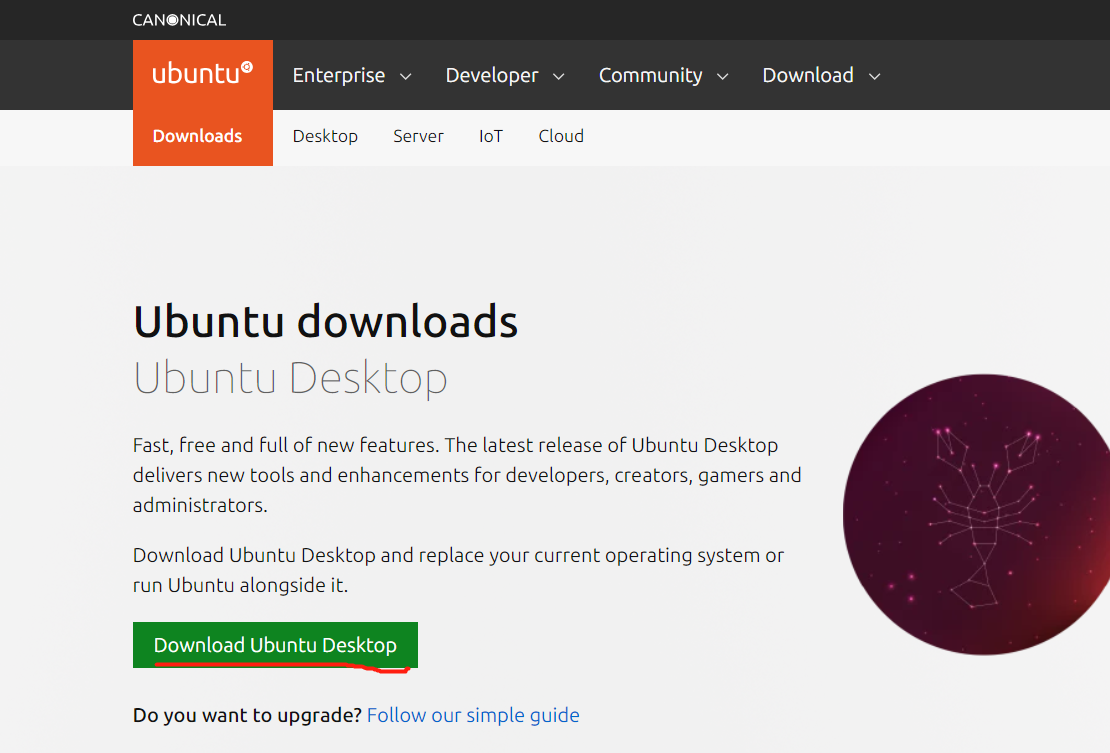 CANONICAL
ubuntu
Enterprise
Developer
Community
Download
Downloads
Desktop
Server
IoT
Cloud
Ubuntu downloads
Ubuntu Desktop
Fast, free and full of new features. The latest release of Ubuntu Desktop
delivers new tools and enhancements for developers, creators, gamers and
administrators.
Download Ubuntu Desktop and replace your current operating system or
run Ubuntu alongside it.
Download Ubuntu Desktop
Do you want to upgrade? Follow our simple guide